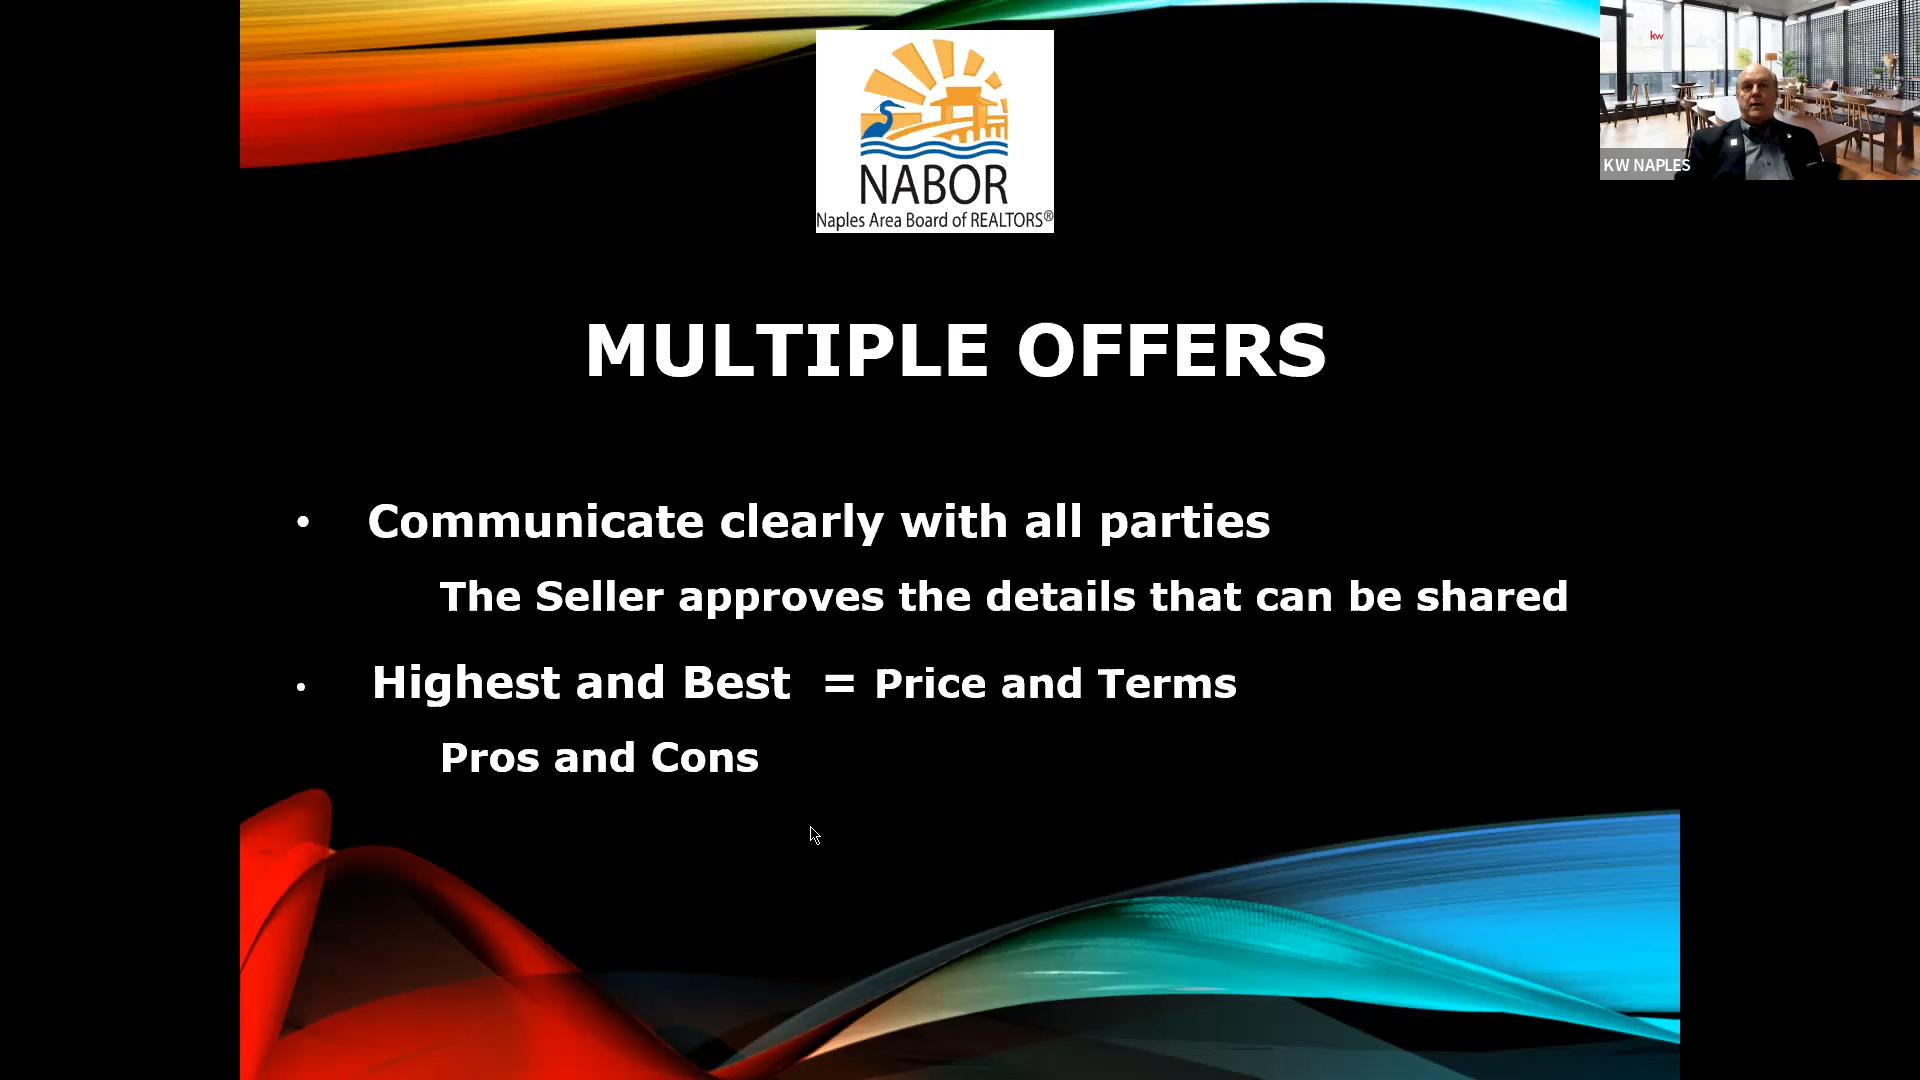 kw
KW NAPLES
NABOR
Naples Area Board of REALTORS®
MULTIPLE OFFERS
• Communicate clearly with all parties
The Seller approves the details that can be shared
• Highest and Best = Price and Terms
Pros and Cons